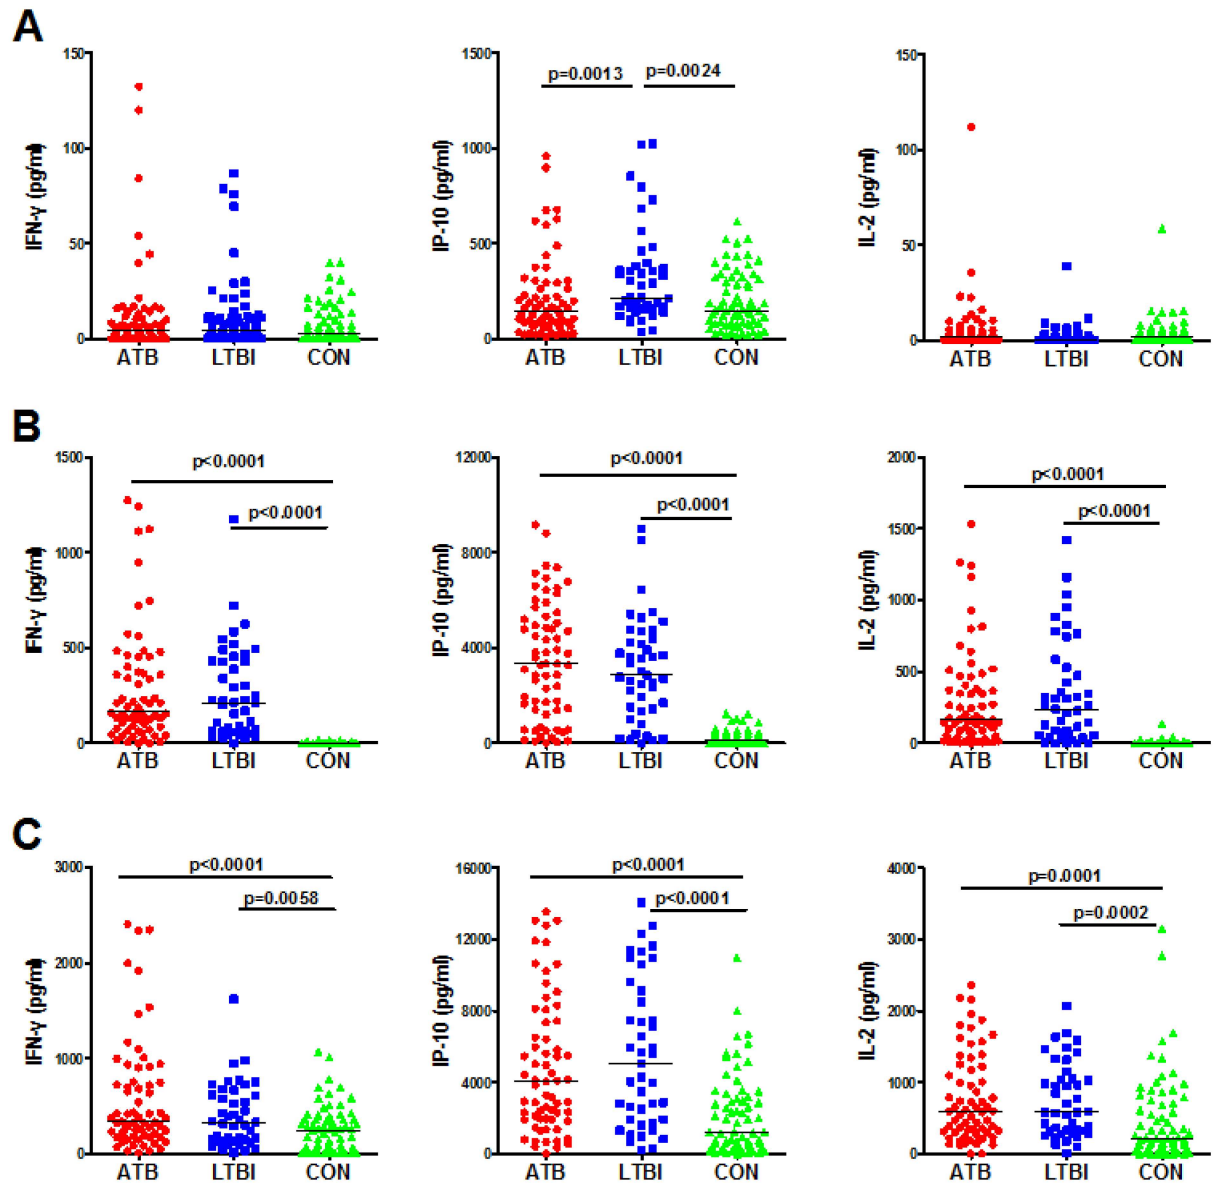 A
IFN-γ (pg/ml)
150
100
50
0
ATB LTBI CON
IP-10 (pg/ml)
1500
1000
500
0
p=0.0013 p=0.0024
ATB LTBI CON
IL-2 (pg/ml)
150
100
50
0
ATB LTBI CON
B
IFN-γ (pg/ml)
1500
1000
500
0
p<0.0001
p<0.0001
ATB LTBI CON
IP-10 (pg/ml)
12000
8000
4000
0
p<0.0001
p<0.0001
ATB LTBI CON
IL-2 (pg/ml)
2000
1500
1000
500
0
p<0.0001
p<0.0001
ATB LTBI CON
C
IFN-γ (pg/ml)
3000
2000
1000
0
p<0.0001
p=0.0058
ATB LTBI CON
IP-10 (pg/ml)
16000
12000
8000
4000
0
p<0.0001
p<0.0001
ATB LTBI CON
IL-2 (pg/ml)
4000
3000
2000
1000
0
p=0.0001
p=0.0002
ATB LTBI CON